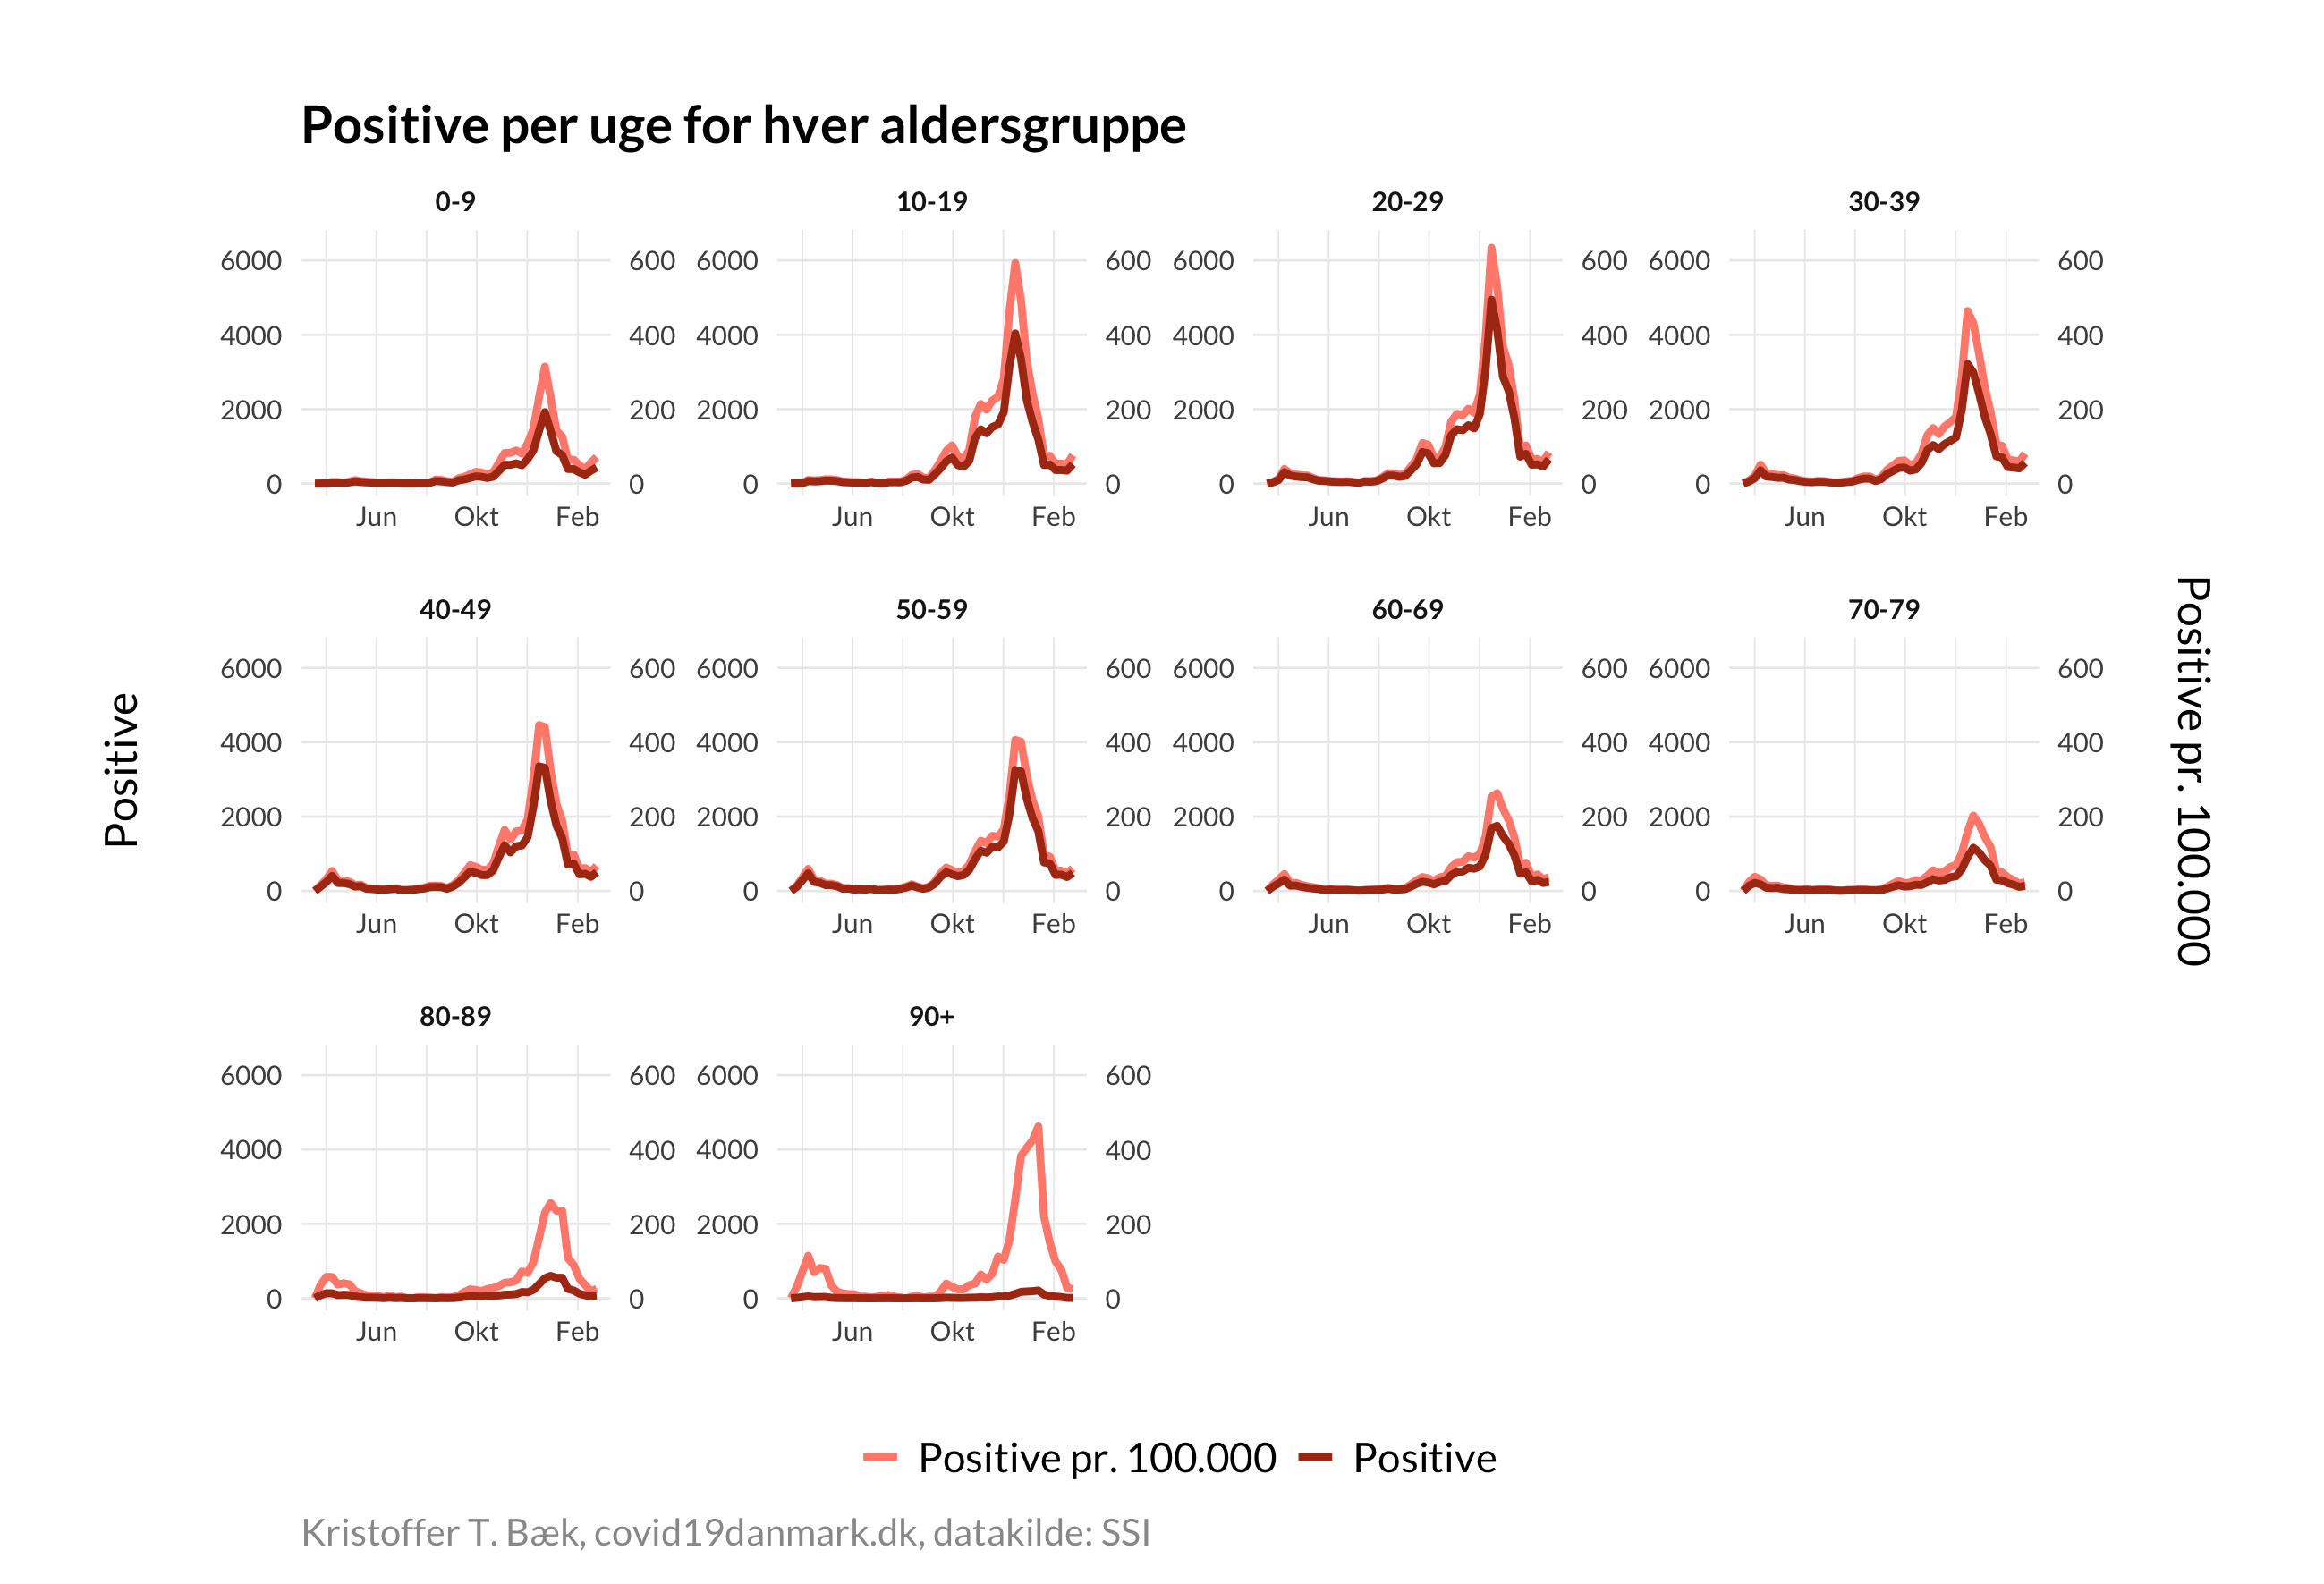 Positive per uge for hver aldersgruppe
0-9 10-19 20-29 30-39
6000 600 6000 600 6000 600 6000 600
4000 400 4000 400 4000 400 4000 400
2000 200 2000 200 2000 200 2000 200
0 0 0 0 0 0 0 0
Jun Okt Feb Jun Okt Feb Jun Okt Feb Jun Okt Feb
40-49 50-59 60-69 70-79
6000 600 6000 600 6000 600 6000 600
4000 400 4000 400 4000 400 4000 400
2000 200 2000 200 2000 200 2000 200
0 0 0 0 0 0 0 0
Jun Okt Feb Jun Okt Feb Jun Okt Feb Jun Okt Feb
Positive
Positive pr. 100.000
80-89 90+
6000 600 6000 600
4000 400 4000 400
2000 200 2000 200
0 0 0 0
Jun Okt Feb Jun Okt Feb
Positive pr. 100.000 Positive
Kristoffer T. Bæk, covid19danmark.dk, datakilde: SSI